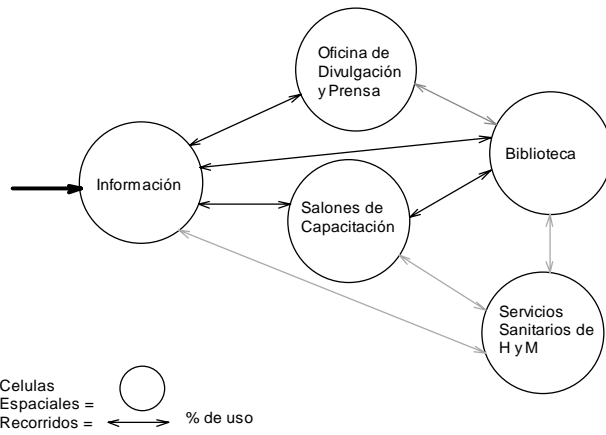 Oficina de
Divulgación
y Prensa
Biblioteca
Información
Salones de
Capacitación
Servicios
Sanitarios de
H y M
Celulas
Espaciales =
Recorridos = % de uso